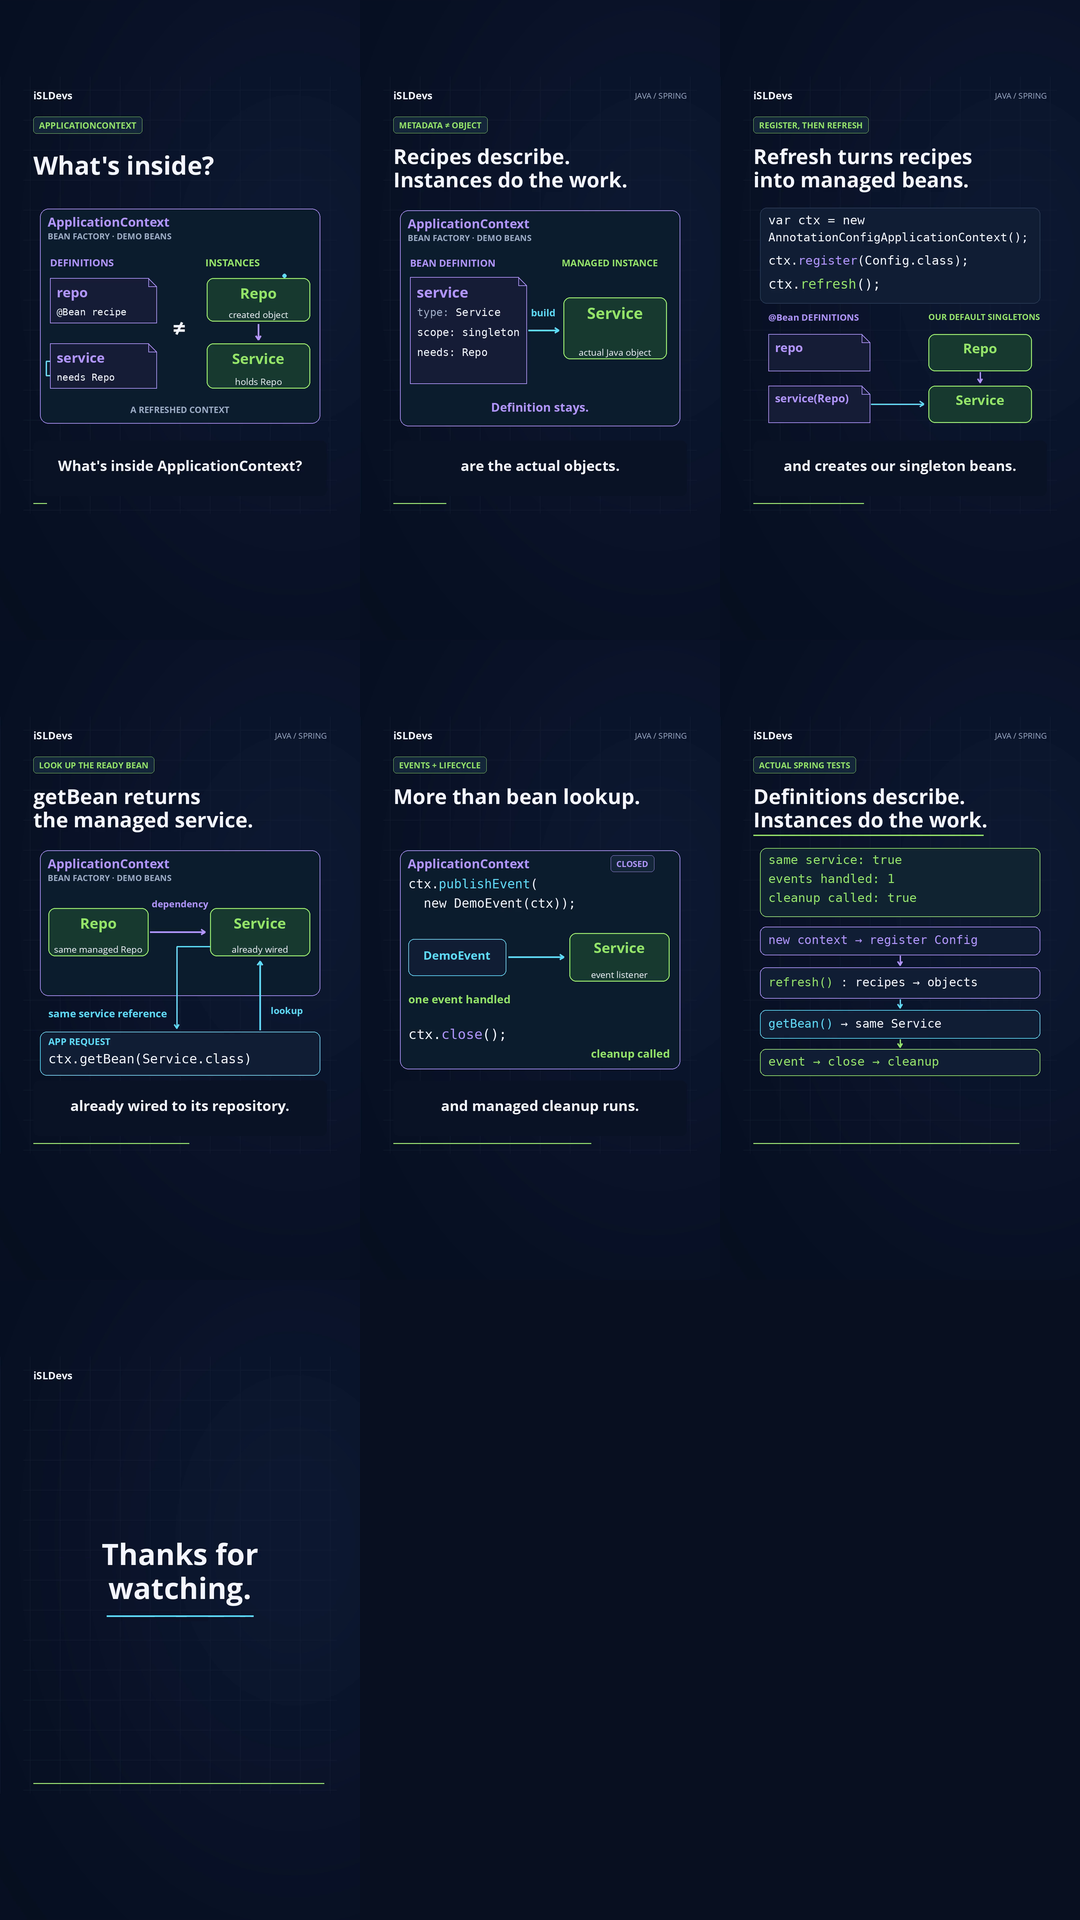 iSLDevs
APPLICATIONCONTEXT
What's inside?
ApplicationContext
BEAN FACTORY · DEMO BEANS
DEFINITIONS
INSTANCES
repo
@Bean recipe
Repo
created object
≠
service
needs Repo
Service
holds Repo
A REFRESHED CONTEXT
What's inside ApplicationContext?
iSLDevs
JAVA / SPRING
METADATA ≠ OBJECT
Recipes describe.
Instances do the work.
ApplicationContext
BEAN FACTORY · DEMO BEANS
BEAN DEFINITION
MANAGED INSTANCE
service
type: Service
scope: singleton
needs: Repo
build
Service
actual Java object
Definition stays.
are the actual objects.
iSLDevs
JAVA / SPRING
REGISTER, THEN REFRESH
Refresh turns recipes
into managed beans.
var ctx = new
AnnotationConfigApplicationContext();
ctx.register(Config.class);
ctx.refresh();
@Bean DEFINITIONS
OUR DEFAULT SINGLETONS
repo
Repo
service(Repo)
Service
and creates our singleton beans.
iSLDevs
JAVA / SPRING
LOOK UP THE READY BEAN
getBean returns
the managed service.
ApplicationContext
BEAN FACTORY · DEMO BEANS
Repo
same managed Repo
dependency
Service
already wired
same service reference
lookup
APP REQUEST
ctx.getBean(Service.class)
already wired to its repository.
iSLDevs
JAVA / SPRING
EVENTS + LIFECYCLE
More than bean lookup.
ApplicationContext
CLOSED
ctx.publishEvent(
new DemoEvent(ctx));
DemoEvent
Service
event listener
one event handled
ctx.close();
cleanup called
and managed cleanup runs.
iSLDevs
JAVA / SPRING
ACTUAL SPRING TESTS
Definitions describe.
Instances do the work.
same service: true
events handled: 1
cleanup called: true
new context → register Config
refresh() : recipes → objects
getBean() → same Service
event → close → cleanup
iSLDevs
Thanks for
watching.